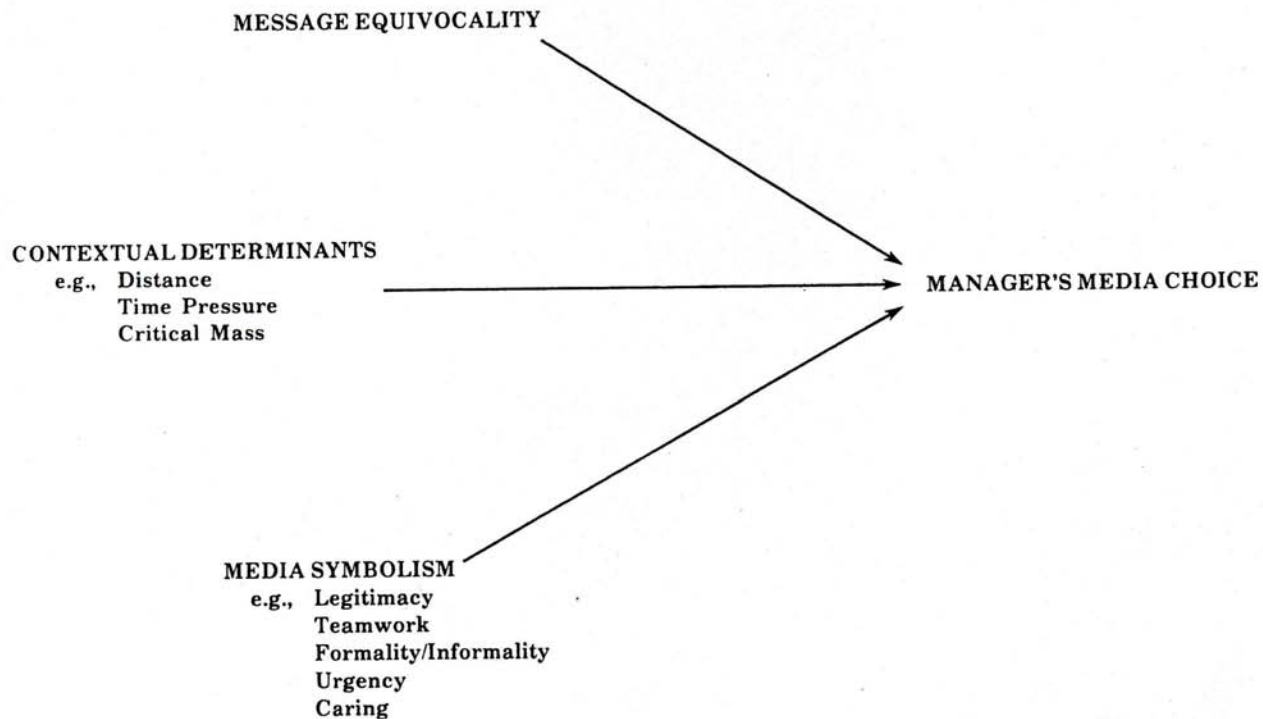 MESSAGE EQUIVOCALITY
CONTEXTUAL DETERMINANTS
e.g., Distance
Time Pressure
Critical Mass
MANAGER'S MEDIA CHOICE
MEDIA SYMBOLISM
e.g., Legitimacy
Teamwork
Formality/Informality
Urgency
Caring